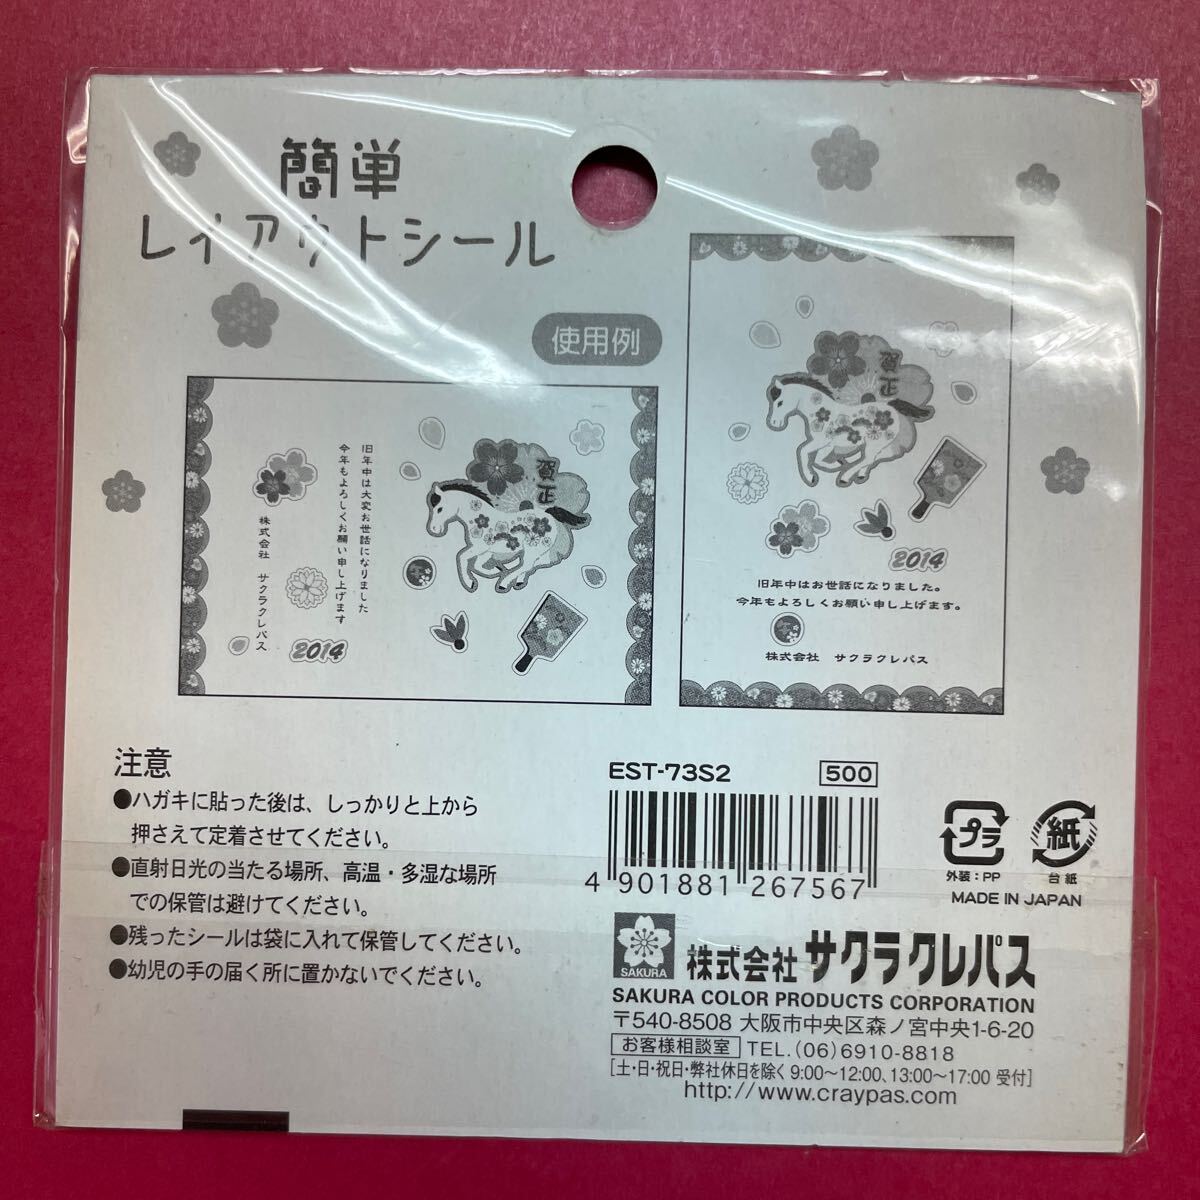 簡単
レイアウトシール
使用例
旧年中は大変お世話になりました
今年もよろしくお願い申し上げます
株式会社 サクラクレパス
2014
賀正
賀正
2014
旧年中はお世話になりました。
今年もよろしくお願い申し上げます。
株式会社 サクラクレパス
注意
●ハガキに貼った後は、しっかりと上から
押さえて定着させてください。
●直射日光の当たる場所、高温・多湿な場所
での保管は避けてください。
●残ったシールは袋に入れて保管してください。
●幼児の手の届く所に置かないでください。
EST-73S2 500
4 901881 267567
プラ
外装:PP
紙
台紙
MADE IN JAPAN
SAKURA
株式会社 サクラクレパス
SAKURA COLOR PRODUCTS CORPORATION
〒540-8508 大阪市中央区森ノ宮中央1-6-20
お客様相談室 TEL.(06)6910-8818
[土・日・祝日・弊社休日を除く 9:00〜12:00、13:00〜17:00 受付]
http://www.craypas.com